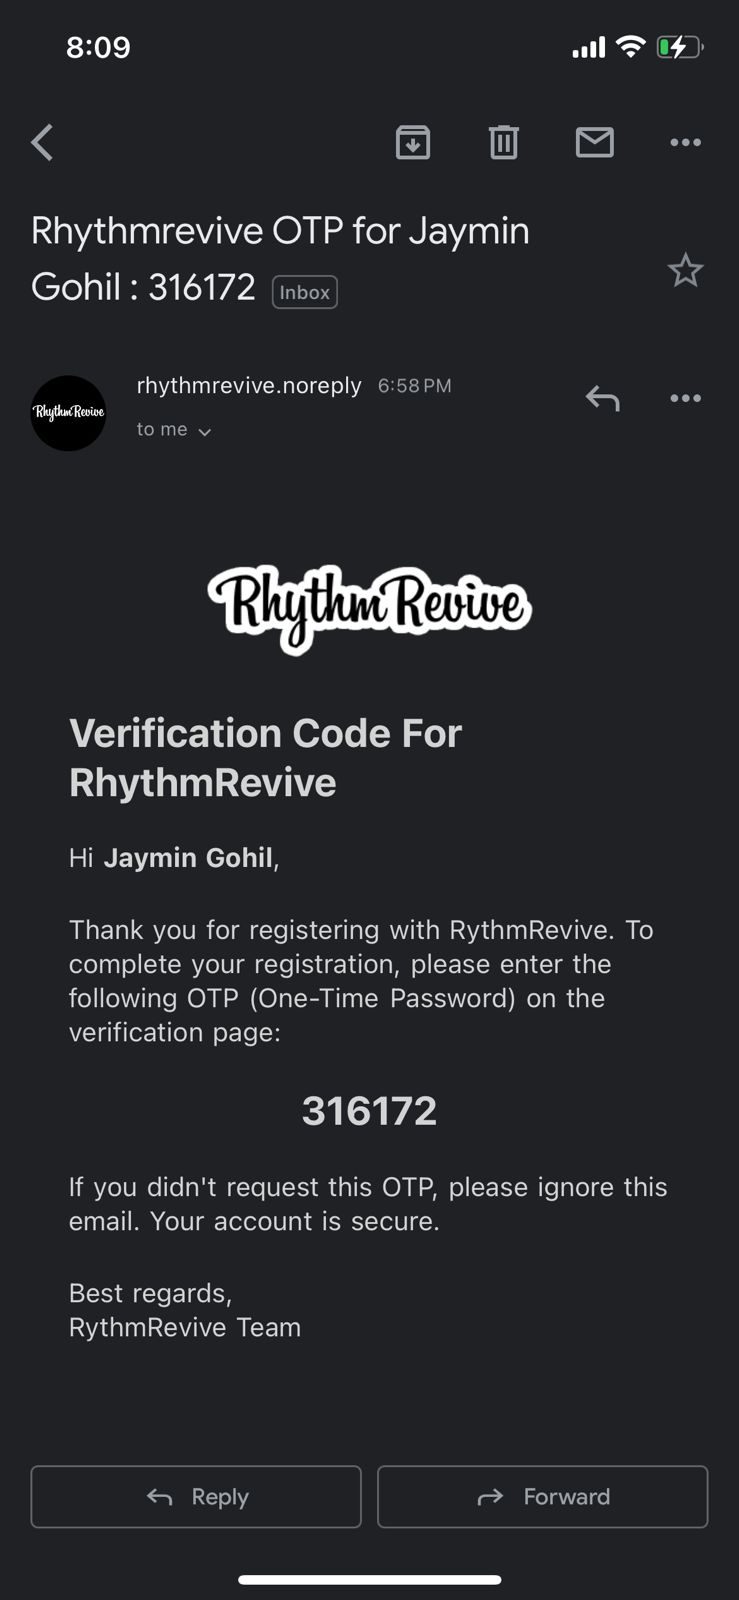 8:09
Rhythmrevive OTP for Jaymin
Gohil : 316172 Inbox
rhythmrevive.noreply 6:58 PM
RhythmRevive
to me
RhythmRevive
Verification Code For
RhythmRevive
Hi Jaymin Gohil,
Thank you for registering with RythmRevive. To
complete your registration, please enter the
following OTP (One-Time Password) on the
verification page:
316172
If you didn't request this OTP, please ignore this
email. Your account is secure.
Best regards,
RythmRevive Team
Reply Forward